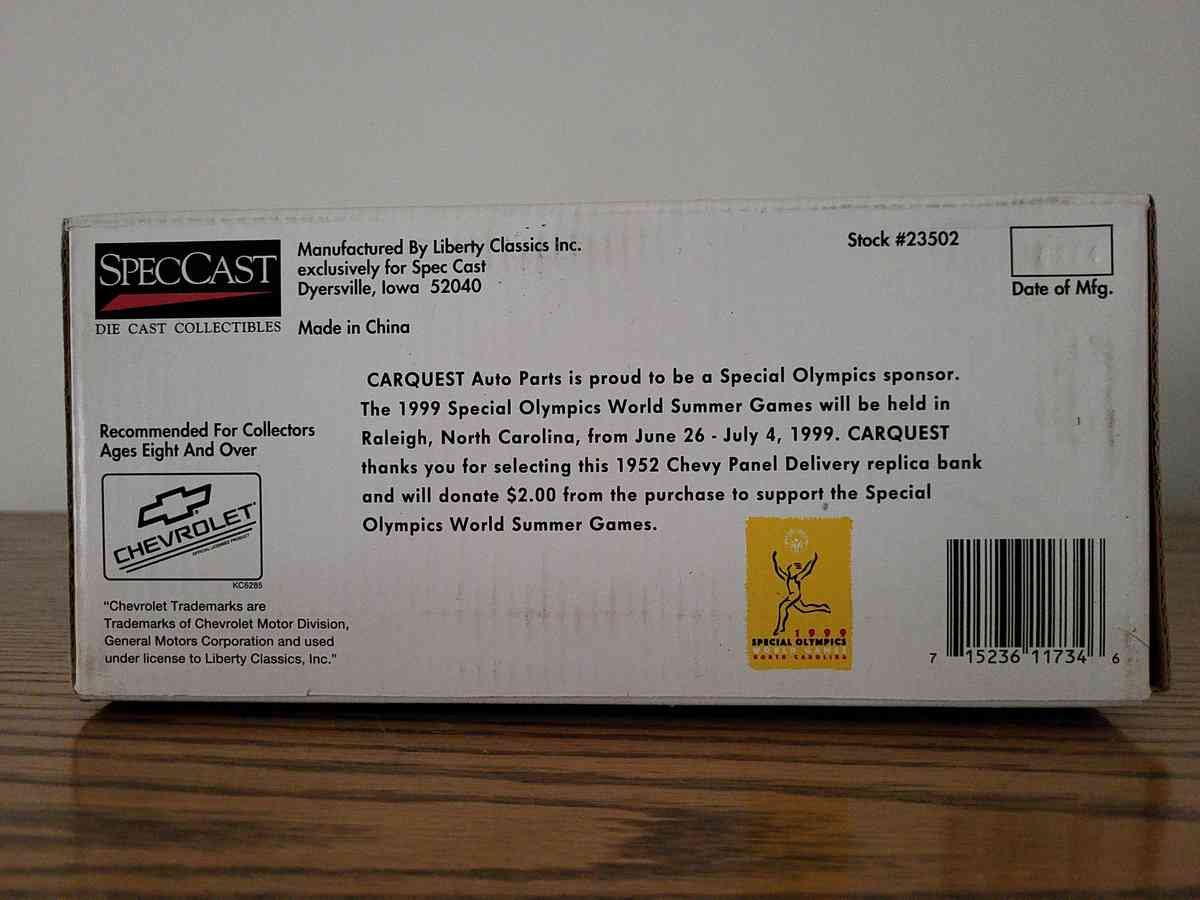 SPECCAST
DIE CAST COLLECTIBLES
Manufactured By Liberty Classics Inc.
exclusively for Spec Cast
Dyersville, Iowa 52040
Made in China
Stock #23502
Date of Mfg.
CARQUEST Auto Parts is proud to be a Special Olympics sponsor.
The 1999 Special Olympics World Summer Games will be held in
Raleigh, North Carolina, from June 26 - July 4, 1999. CARQUEST
thanks you for selecting this 1952 Chevy Panel Delivery replica bank
and will donate $2.00 from the purchase to support the Special
Olympics World Summer Games.
Recommended For Collectors
Ages Eight And Over
CHEVROLET
OFFICIAL LICENSED PRODUCT
KC6285
"Chevrolet Trademarks are
Trademarks of Chevrolet Motor Division,
General Motors Corporation and used
under license to Liberty Classics, Inc."
1999
SPECIAL OLYMPICS
WORLD GAMES
NORTH CAROLINA
7 15236 11734 6